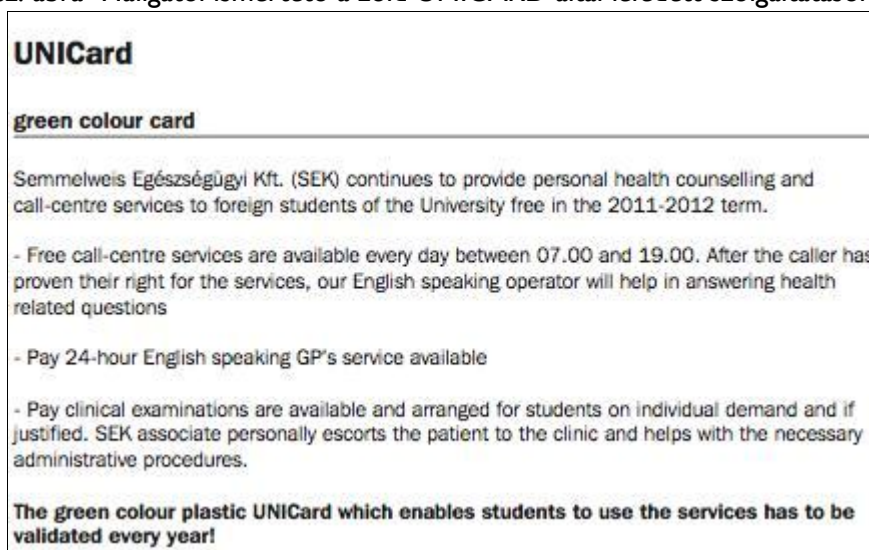 UNICard
green colour card
Semmelweis Egészségügyi Kft. (SEK) continues to provide personal health counselling and
call-centre services to foreign students of the University free in the 2011-2012 term.
- Free call-centre services are available every day between 07.00 and 19.00. After the caller has
proven their right for the services, our English speaking operator will help in answering health
related questions
- Pay 24-hour English speaking GP's service available
- Pay clinical examinations are available and arranged for students on individual demand and if
justified. SEK associate personally escorts the patient to the clinic and helps with the necessary
administrative procedures.
The green colour plastic UNICard which enables students to use the services has to be
validated every year!